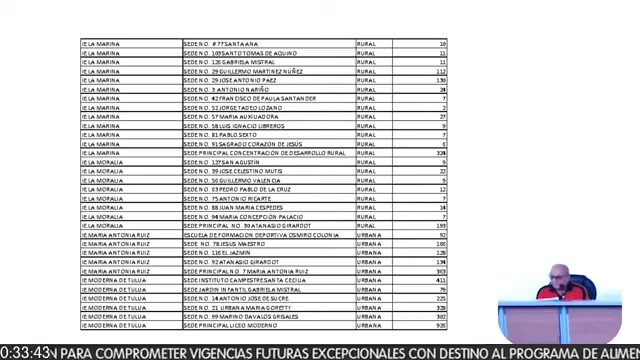 IE LA MARINA SEDE NO. # 77 SANTA ANA RURAL 10
IE LA MARINA SEDE NO. 103 SANTO TOMAS DE AQUINO RURAL 11
IE LA MARINA SEDE NO. 126 GABRIELA MISTRAL RURAL 11
IE LA MARINA SEDE NO. 29 GUILLERMO MARTÍNEZ NÚÑEZ RURAL 112
IE LA MARINA SEDE NO. 29 JOSE ANTONIO PAEZ RURAL 130
IE LA MARINA SEDE NO. 3 ANTONIO NARIÑO RURAL 24
IE LA MARINA SEDE NO. 42 FRANCISCO DE PAULA SANTANDER RURAL 7
IE LA MARINA SEDE NO. 52 JORGE TADEO LOZANO RURAL 2
IE LA MARINA SEDE NO. 57 MARIA AUXILIADORA RURAL 27
IE LA MARINA SEDE NO. 58 LUIS IGNACIO LIBREROS RURAL 8
IE LA MARINA SEDE NO. 81 PABLO SEXTO RURAL 7
IE LA MARINA SEDE NO. 91 SAGRADO CORAZÓN DE JESÚS RURAL 6
IE LA MARINA SEDE PRINCIPAL CONCENTRACIÓN DE DESARROLLO RURAL RURAL 324
IE LA MORALIA SEDE NO. 127 SAN AGUSTÍN RURAL 9
IE LA MORALIA SEDE NO. 39 JOSE CELESTINO MUTIS RURAL 22
IE LA MORALIA SEDE NO. 56 GUILLERMO VALENCIA RURAL 9
IE LA MORALIA SEDE NO. 63 PEDRO PABLO DE LA CRUZ RURAL 12
IE LA MORALIA SEDE NO. 75 ANTONIO RICARTE RURAL 7
IE LA MORALIA SEDE NO. 88 JUAN MARIA CESPEDES RURAL 14
IE LA MORALIA SEDE NO. 94 MARIA CONCEPCIÓN PALACIO RURAL 7
IE LA MORALIA SEDE PRINCIPAL NO. 30 ATANASIO GIRARDOT RURAL 193
IE MARIA ANTONIA RUIZ ESCUELA DE FORMACION DEPORTIVA OSMIRO COLONIA URBANA 92
IE MARIA ANTONIA RUIZ SEDE NO. 78 JESUS MAESTRO URBANA 166
IE MARIA ANTONIA RUIZ SEDE NO. 116 EL JAZMIN URBANA 128
IE MARIA ANTONIA RUIZ SEDE NO. 92 ATANASIO GIRARDOT URBANA 134
IE MARIA ANTONIA RUIZ SEDE PRINCIPAL NO. 7 MARIA ANTONIA RUIZ URBANA 363
IE MODERNA DE TULUA SEDE INSTITUTO CAMPESTRE SANTA CECILIA URBANA 411
IE MODERNA DE TULUA SEDE JARDIN INFANTIL GABRIELA MISTRAL URBANA 79
IE MODERNA DE TULUA SEDE NO. 14 ANTONIO JOSE DE SUCRE URBANA 225
IE MODERNA DE TULUA SEDE NO. 21 URBANA MARIA GORETTY URBANA 328
IE MODERNA DE TULUA SEDE NO. 99 MARINO DAVALOS GRISALES URBANA 302
IE MODERNA DE TULUA SEDE PRINCIPAL LICEO MODERNO URBANA 926
0:33:43 N PARA COMPROMETER VIGENCIAS FUTURAS EXCEPCIONALES CON DESTINO AL PROGRAMA DE ALIME